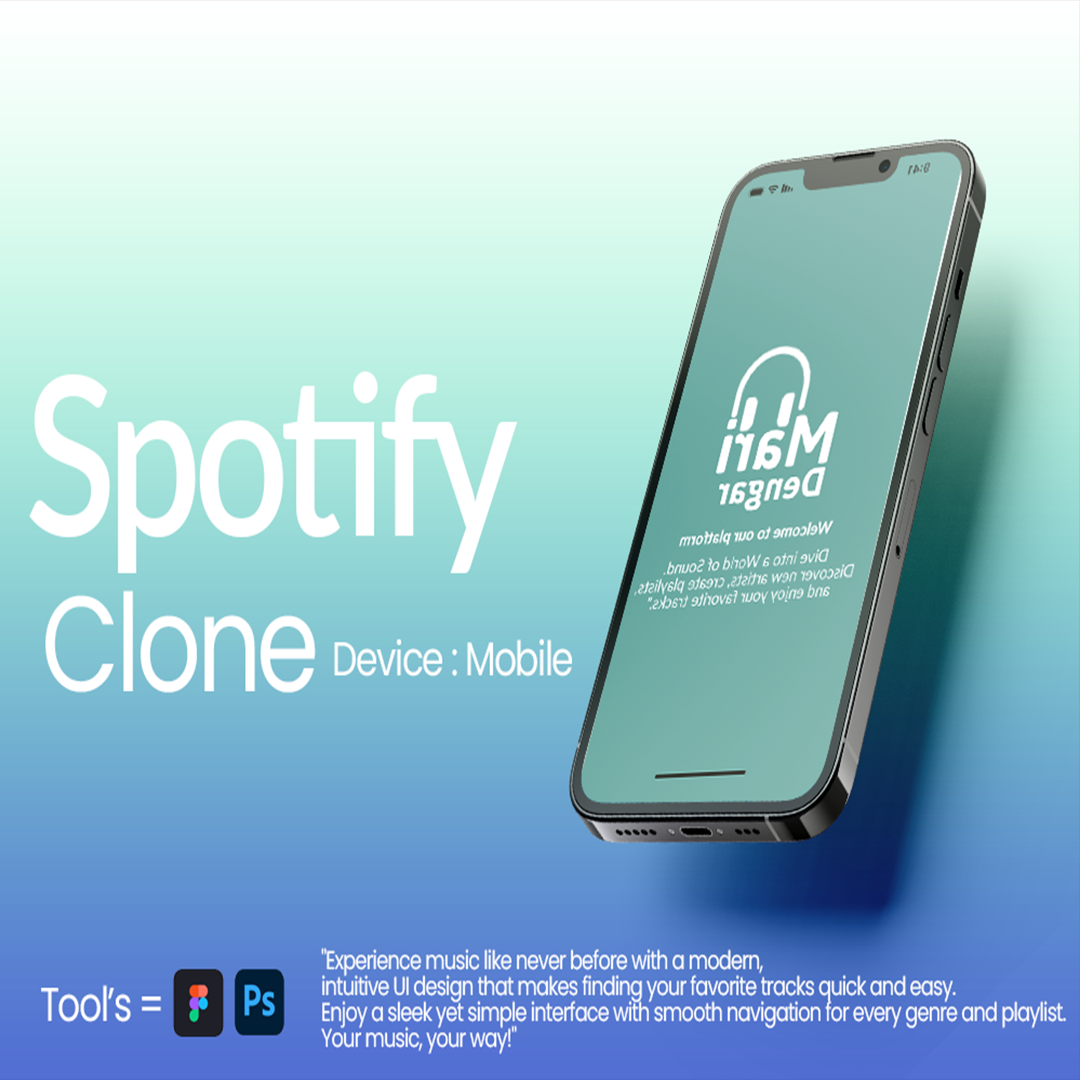 9:41
Mari
Dengar
Welcome to our platform
Dive into a World of Sound.
Discover new artists, create playlists,
and enjoy your favorite tracks.".
Spotify
Clone
Device : Mobile
Tool's =
Ps
"Experience music like never before with a modern,
intuitive UI design that makes finding your favorite tracks quick and easy.
Enjoy a sleek yet simple interface with smooth navigation for every genre and playlist.
Your music, your way!"